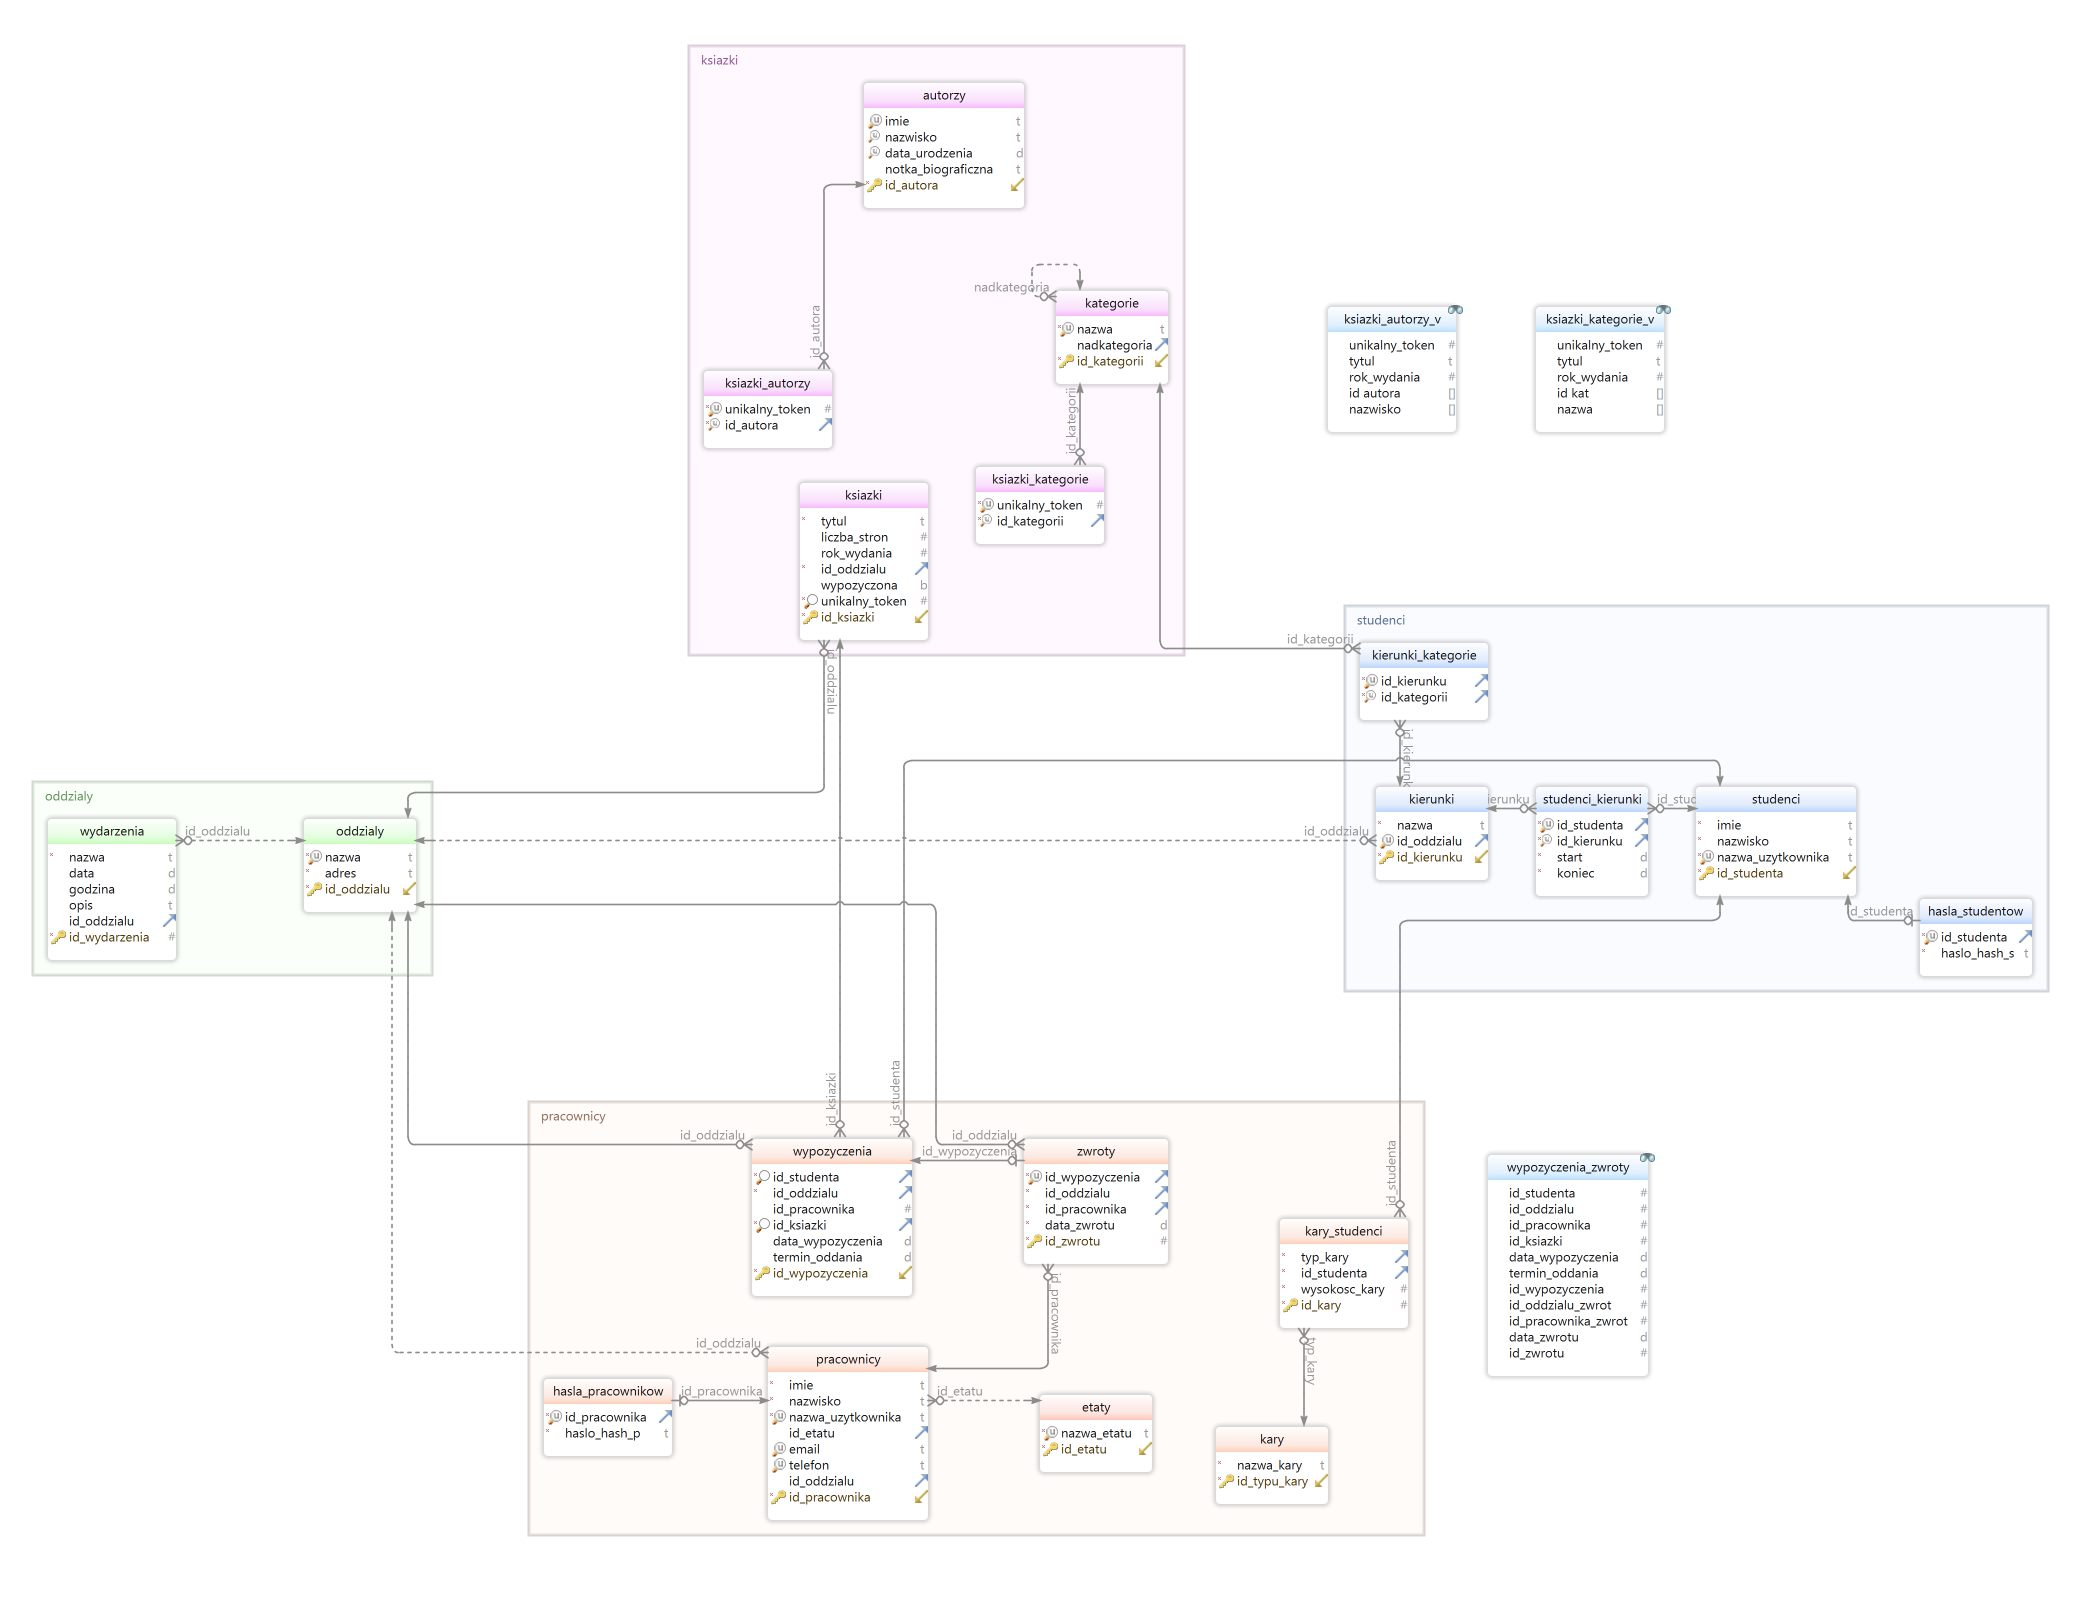 ksiazki
autorzy
imie t
nazwisko t
data_urodzenia d
notka_biograficzna t
id_autora
id_autora
nadkategoria
kategorie
nazwa t
nadkategoria
id_kategorii
ksiazki_autorzy
unikalny_token #
id_autora
id_kategorii
ksiazki_kategorie
unikalny_token #
id_kategorii
ksiazki
tytul t
liczba_stron #
rok_wydania #
id_oddzialu
wypozyczona b
unikalny_token #
id_ksiazki
id_oddzialu
ksiazki_autorzy_v
unikalny_token #
tytul t
rok_wydania #
id autora []
nazwisko []
ksiazki_kategorie_v
unikalny_token #
tytul t
rok_wydania #
id kat []
nazwa []
studenci
id_kategorii
kierunki_kategorie
id_kierunku
id_kategorii
id_kierunku
kierunki
nazwa t
id_oddzialu
id_kierunku
ierunku
studenci_kierunki
id_studenta
id_kierunku
start d
koniec d
id_stud
studenci
imie t
nazwisko t
nazwa_uzytkownika t
id_studenta
d_studenta
hasla_studentow
id_studenta
haslo_hash_s t
oddzialy
wydarzenia
nazwa t
data d
godzina d
opis t
id_oddzialu
id_wydarzenia #
id_oddzialu
oddzialy
nazwa t
adres t
id_oddzialu
id_oddzialu
pracownicy
id_ksiazki
id_studenta
id_oddzialu
wypozyczenia
id_studenta
id_oddzialu
id_pracownika #
id_ksiazki
data_wypozyczenia d
termin_oddania d
id_wypozyczenia
id_oddzialu
id_wypozyczenia
zwroty
id_wypozyczenia
id_oddzialu
id_pracownika
data_zwrotu d
id_zwrotu #
id_pracownika
id_studenta
kary_studenci
typ_kary
id_studenta
wysokosc_kary #
id_kary #
typ_kary
kary
nazwa_kary t
id_typu_kary
id_oddzialu
hasla_pracownikow
id_pracownika
haslo_hash_p t
id_pracownika
pracownicy
imie t
nazwisko t
nazwa_uzytkownika t
id_etatu
email t
telefon t
id_oddzialu
id_pracownika
id_etatu
etaty
nazwa_etatu t
id_etatu
wypozyczenia_zwroty
id_studenta #
id_oddzialu #
id_pracownika #
id_ksiazki #
data_wypozyczenia d
termin_oddania d
id_wypozyczenia #
id_oddzialu_zwrot #
id_pracownika_zwrot #
data_zwrotu d
id_zwrotu #